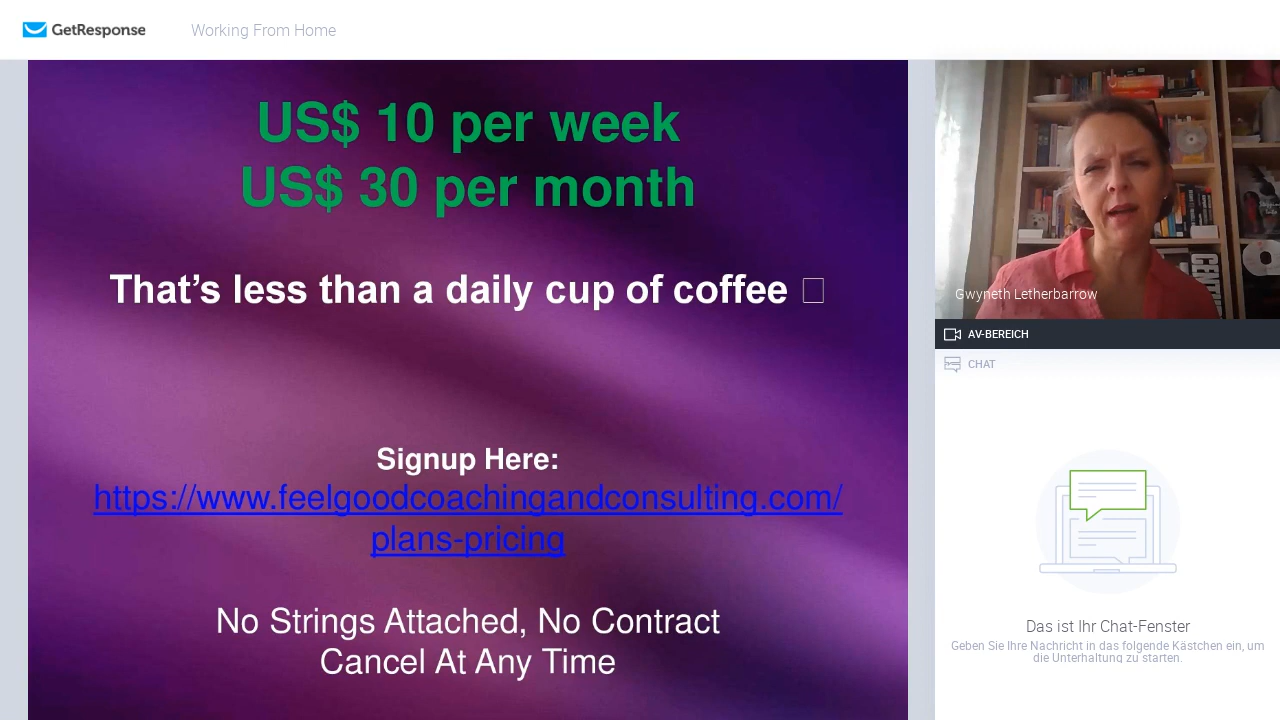 GetResponse
Working From Home
US$ 10 per week
US$ 30 per month
That's less than a daily cup of coffee
Signup Here:
https://www.feelgoodcoachingandconsulting.com/
plans-pricing
No Strings Attached, No Contract
Cancel At Any Time
Gwyneth Letherbarrow
AV-BEREICH
CHAT
Das ist Ihr Chat-Fenster
Geben Sie Ihre Nachricht in das folgende Kästchen ein, um
die Unterhaltung zu starten.